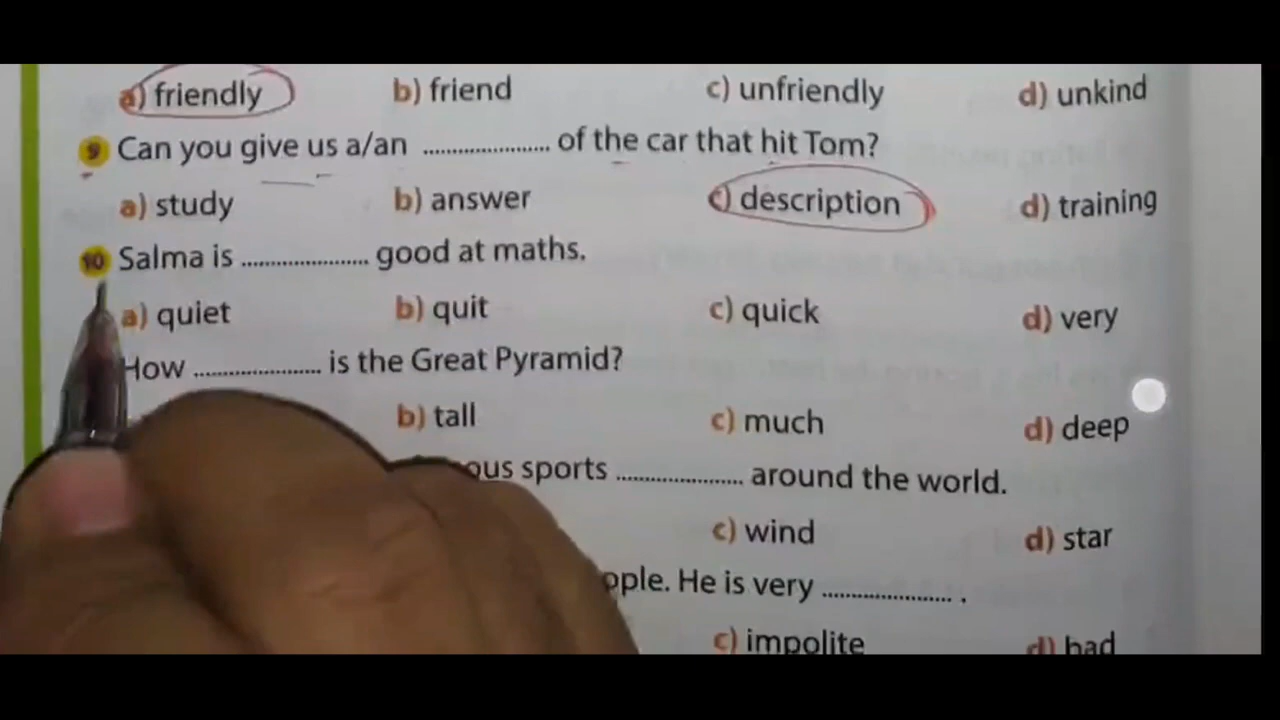 a) friendly b) friend c) unfriendly d) unkind
9 Can you give us a/an ...................... of the car that hit Tom?
a) study b) answer c) description d) training
10 Salma is ...................... good at maths.
a) quiet b) quit c) quick d) very
How ...................... is the Great Pyramid?
b) tall c) much d) deep
sports ...................... around the world.
c) wind d) star
He is very ...................... .
c) impolite d) bad